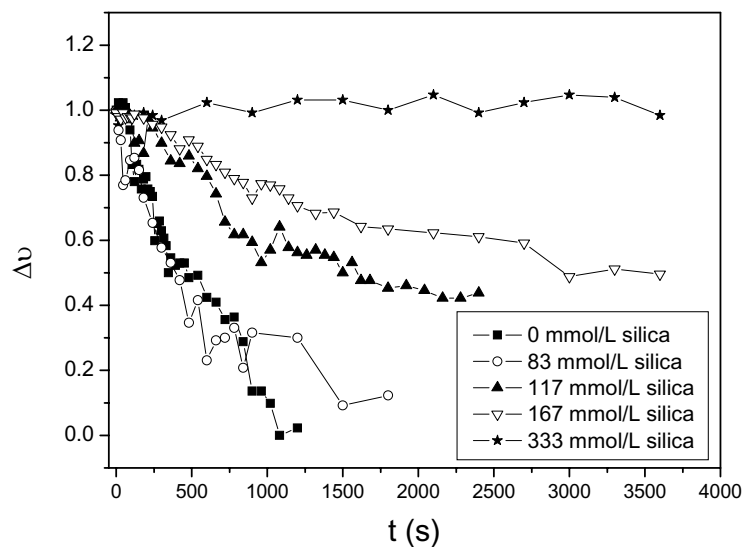 1.2
1.0
0.8
0.6
0.4
0.2
0.0
Δυ
0 mmol/L silica
83 mmol/L silica
117 mmol/L silica
167 mmol/L silica
333 mmol/L silica
0 500 1000 1500 2000 2500 3000 3500 4000
t (s)